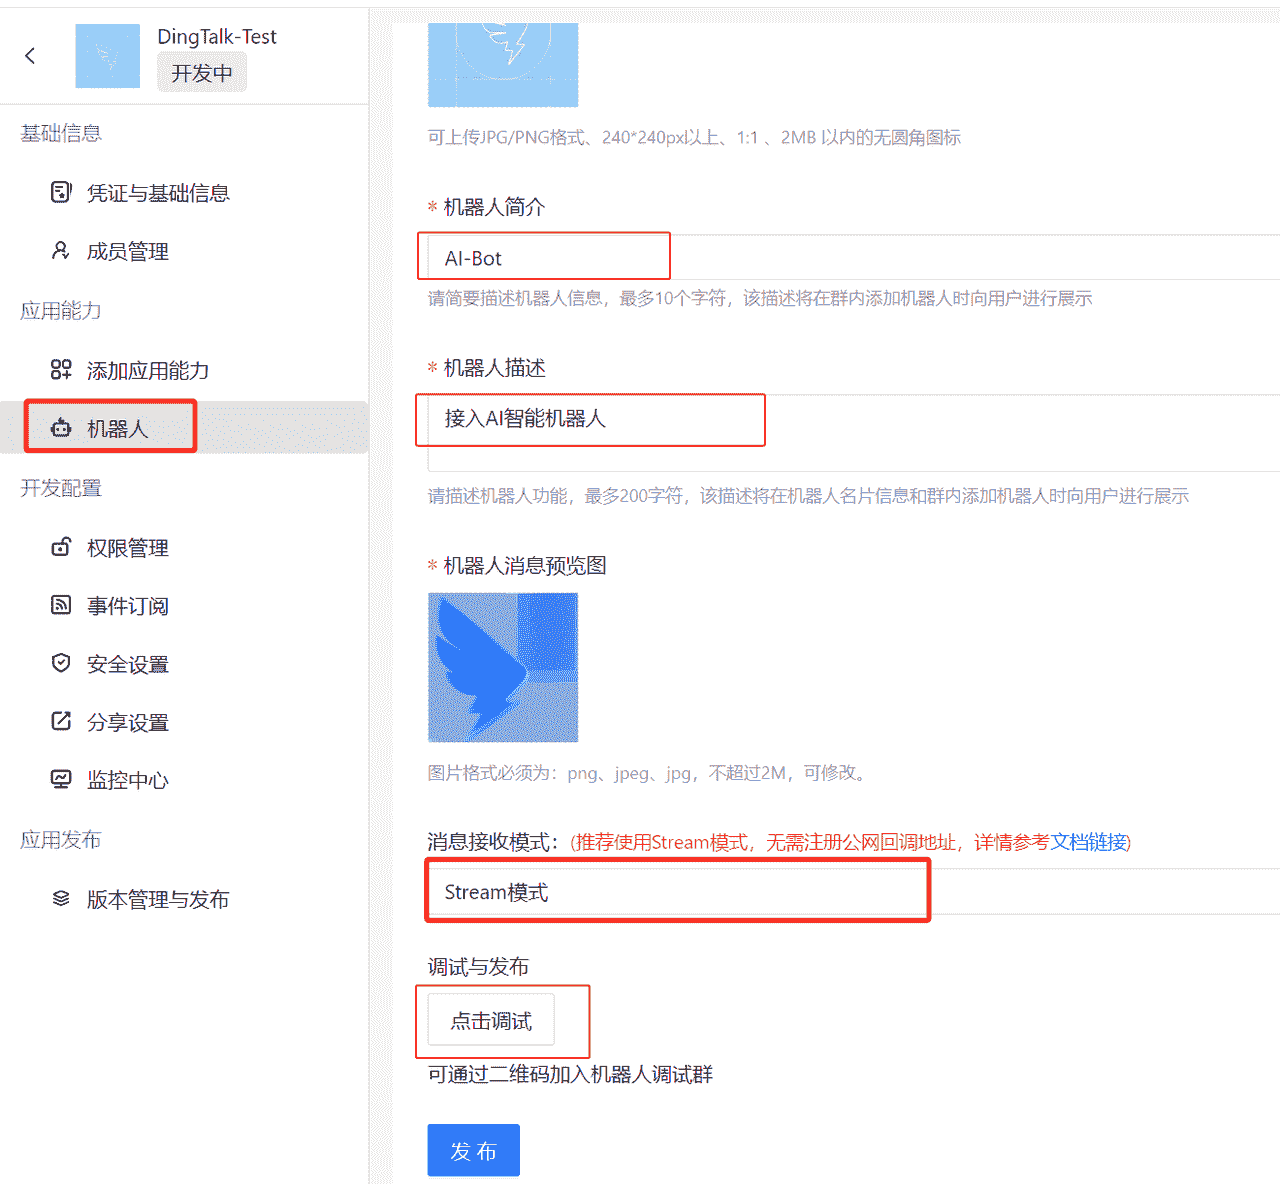 DingTalk-Test
开发中
基础信息
凭证与基础信息
成员管理
应用能力
添加应用能力
机器人
开发配置
权限管理
事件订阅
安全设置
分享设置
监控中心
应用发布
版本管理与发布
可上传JPG/PNG格式、240*240px以上、1:1 、2MB 以内的无圆角图标
* 机器人简介
AI-Bot
请简要描述机器人信息，最多10个字符，该描述将在群内添加机器人时向用户进行展示
* 机器人描述
接入AI智能机器人
请描述机器人功能，最多200字符，该描述将在机器人名片信息和群内添加机器人时向用户进行展示
* 机器人消息预览图
图片格式必须为：png、jpeg、jpg，不超过2M，可修改。
消息接收模式：(推荐使用Stream模式，无需注册公网回调地址，详情参考文档链接)
Stream模式
调试与发布
点击调试
可通过二维码加入机器人调试群
发 布